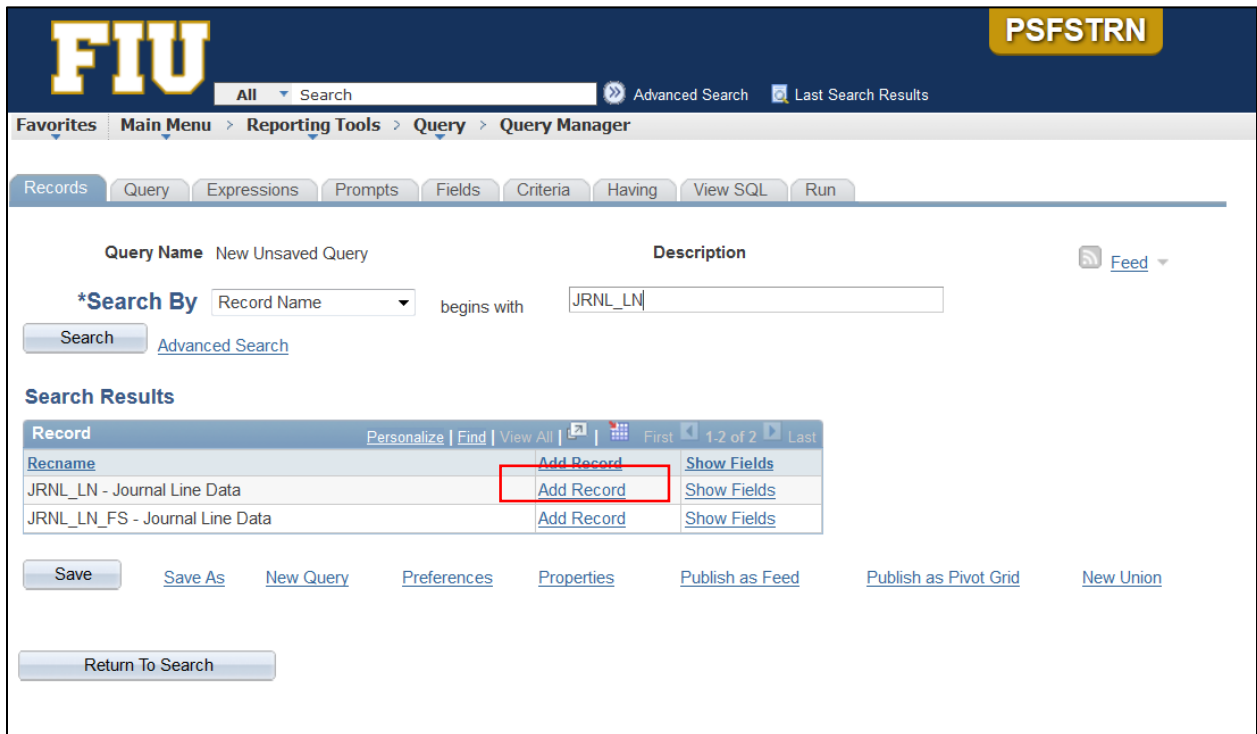 PSFSTRN
FIU
All Search Advanced Search Last Search Results
Favorites Main Menu > Reporting Tools > Query > Query Manager
Records Query Expressions Prompts Fields Criteria Having View SQL Run
Query Name New Unsaved Query Description Feed
*Search By Record Name begins with JRNL_LN
Search Advanced Search
Search Results
Record Personalize | Find | View All | | First 1-2 of 2 Last
Recname Add Record Show Fields
JRNL_LN - Journal Line Data Add Record Show Fields
JRNL_LN_FS - Journal Line Data Add Record Show Fields
Save Save As New Query Preferences Properties Publish as Feed Publish as Pivot Grid New Union
Return To Search